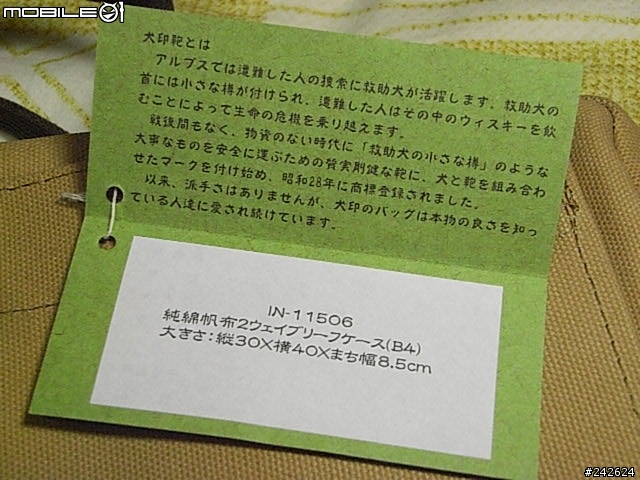 MOBILE01
犬印鞄とは
アルプスでは遭難した人の捜索に救助犬が活躍します。救助犬の
首には小さな樽が付けられ、遭難した人はその中のウィスキーを飲
むことによって生命の危機を乗り越えます。
戦後間もなく、物資のない時代に「救助犬の小さな樽」のような
大事なものを安全に運ぶための質実剛健な鞄に、犬と鞄を組み合わ
せたマークを付け始め、昭和28年に商標登録されました。
以来、派手さはありませんが、犬印のバッグは本物の良さを知っ
ている人達に愛され続けています。
IN-11506
純綿帆布2ウェイブリーフケース(B4)
大きさ:縦30X横40Xまち幅8.5cm
#242624